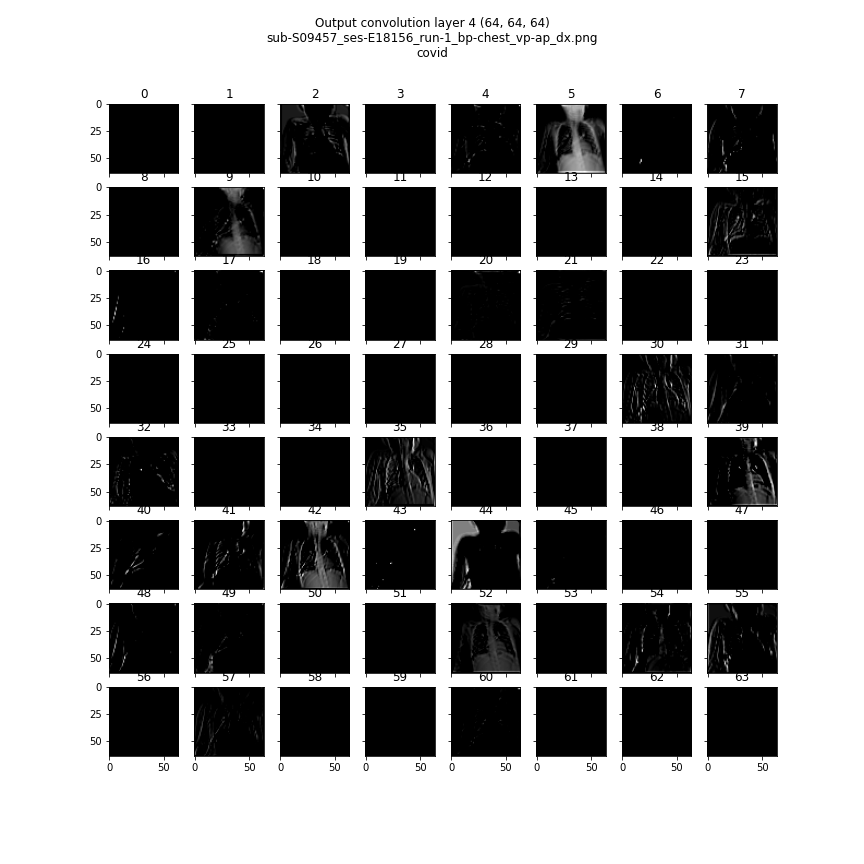 Output convolution layer 4 (64, 64, 64)
sub-S09457_ses-E18156_run-1_bp-chest_vp-ap_dx.png
covid
0 1 2 3 4 5 6 7
0
25
50
8 9 10 11 12 13 14 15
0
25
50
16 17 18 19 20 21 22 23
0
25
50
24 25 26 27 28 29 30 31
0
25
50
32 33 34 35 36 37 38 39
0
25
50
40 41 42 43 44 45 46 47
0
25
50
48 49 50 51 52 53 54 55
0
25
50
56 57 58 59 60 61 62 63
0
25
50
0 50 0 50 0 50 0 50 0 50 0 50 0 50 0 50